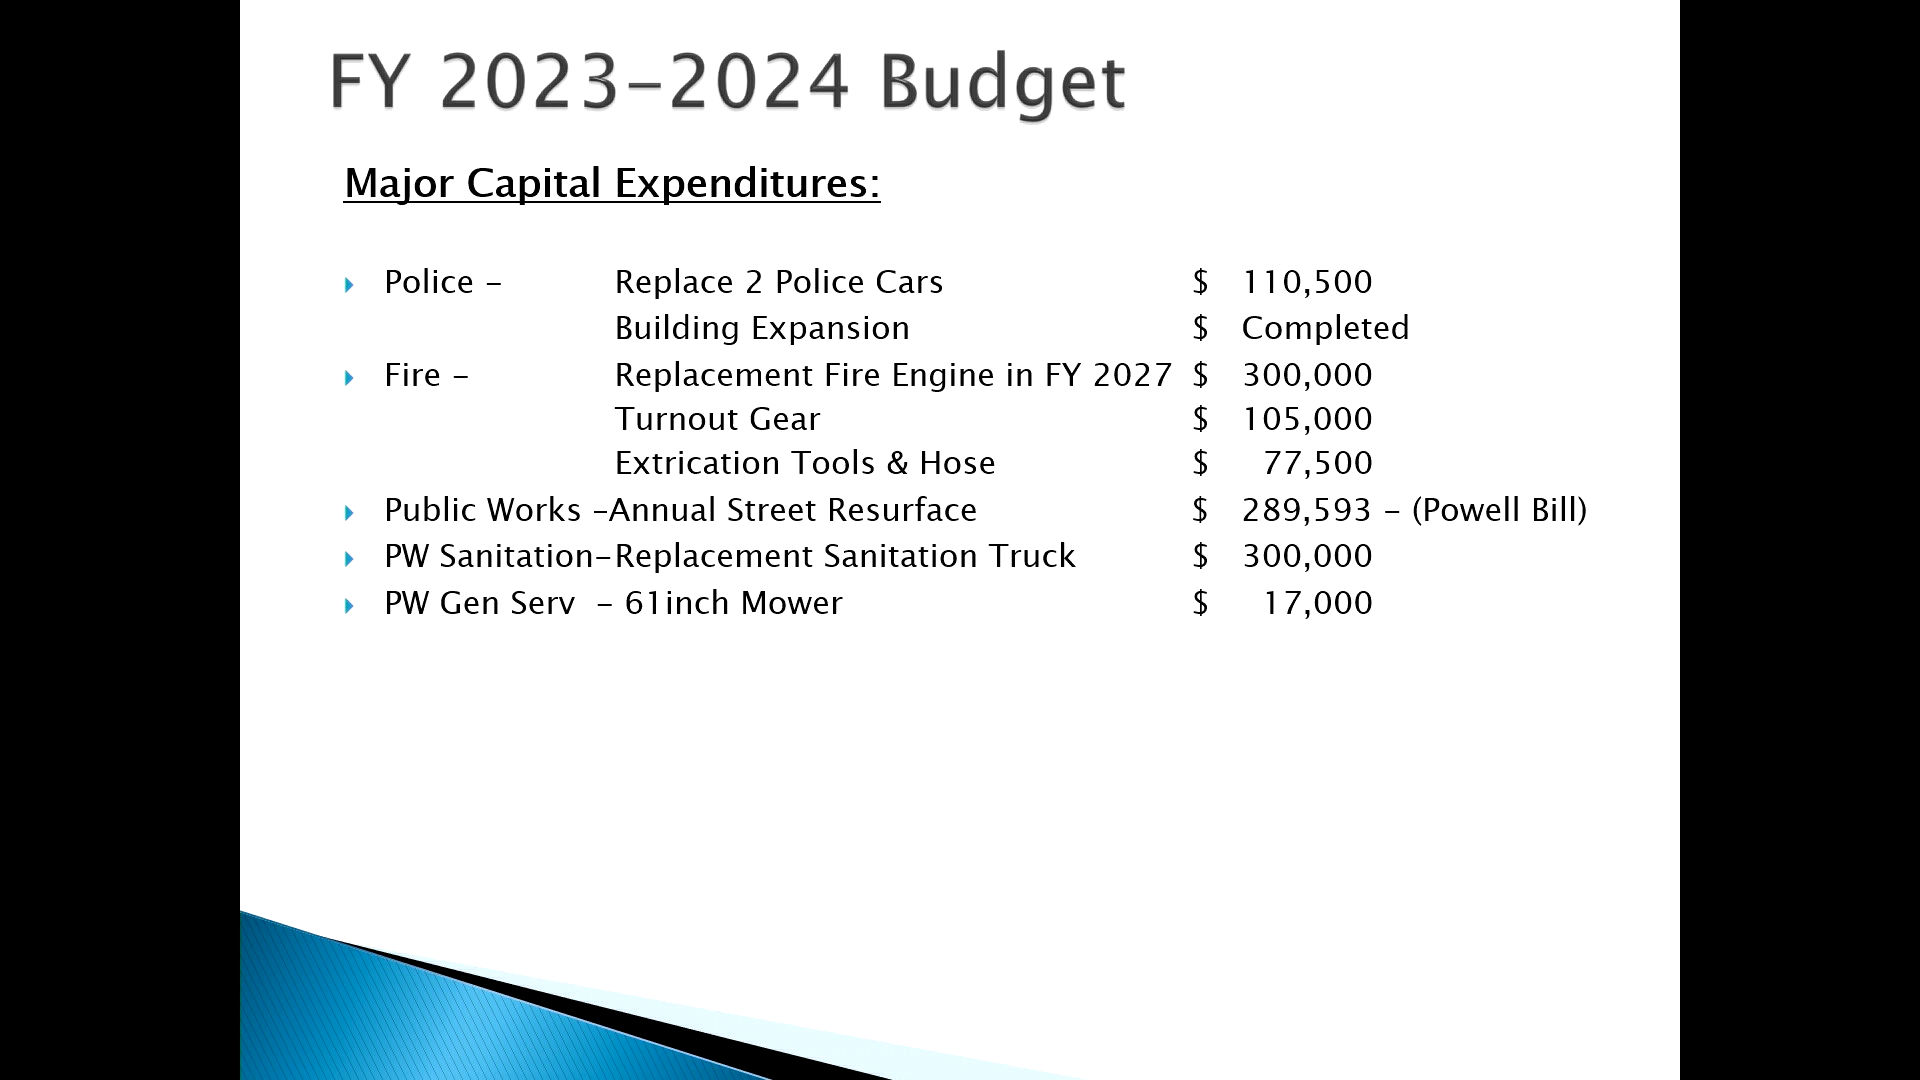 FY 2023-2024 Budget
Major Capital Expenditures:
Police - Replace 2 Police Cars $ 110,500
Building Expansion $ Completed
Fire - Replacement Fire Engine in FY 2027 $ 300,000
Turnout Gear $ 105,000
Extrication Tools & Hose $ 77,500
Public Works -Annual Street Resurface $ 289,593 - (Powell Bill)
PW Sanitation-Replacement Sanitation Truck $ 300,000
PW Gen Serv - 61inch Mower $ 17,000